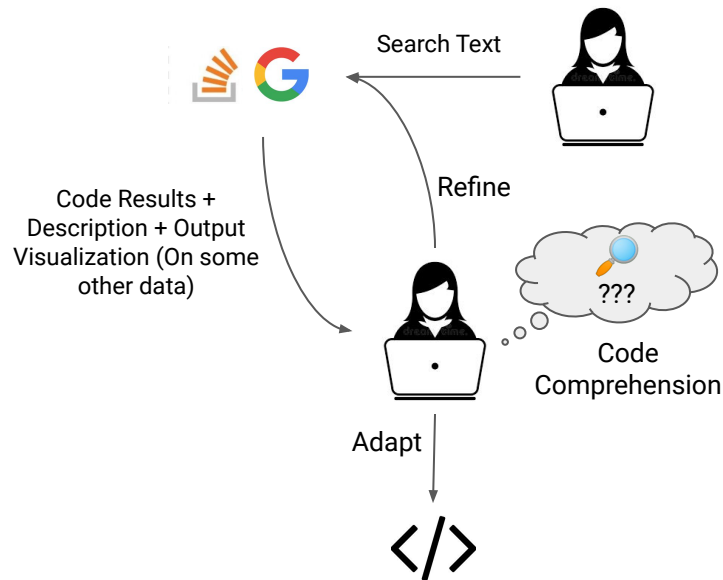 Search Text
Refine
Code Results +
Description + Output
Visualization (On some
other data)
???
Code
Comprehension
Adapt
</>